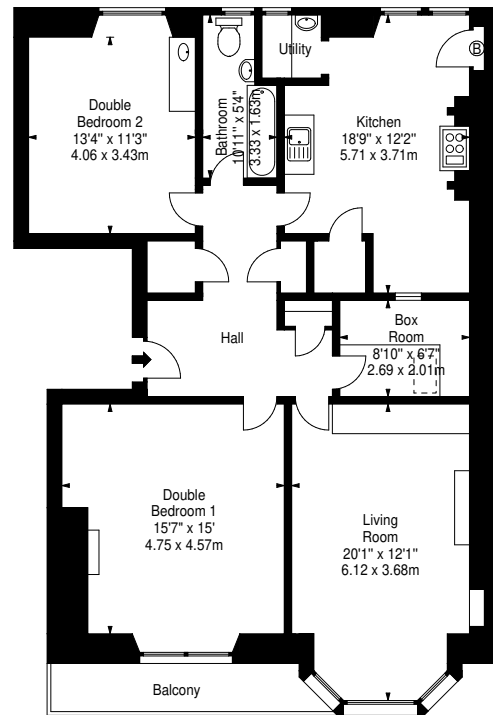 Double
Bedroom 2
13'4" x 11'3"
4.06 x 3.43m
Bathroom
10'11" x 5'4"
3.33 x 1.63m
Utility
Kitchen
18'9" x 12'2"
5.71 x 3.71m
B
Hall
Box
Room
8'10" x 6'7"
2.69 x 2.01m
Double
Bedroom 1
15'7" x 15'
4.75 x 4.57m
Living
Room
20'1" x 12'1"
6.12 x 3.68m
Balcony